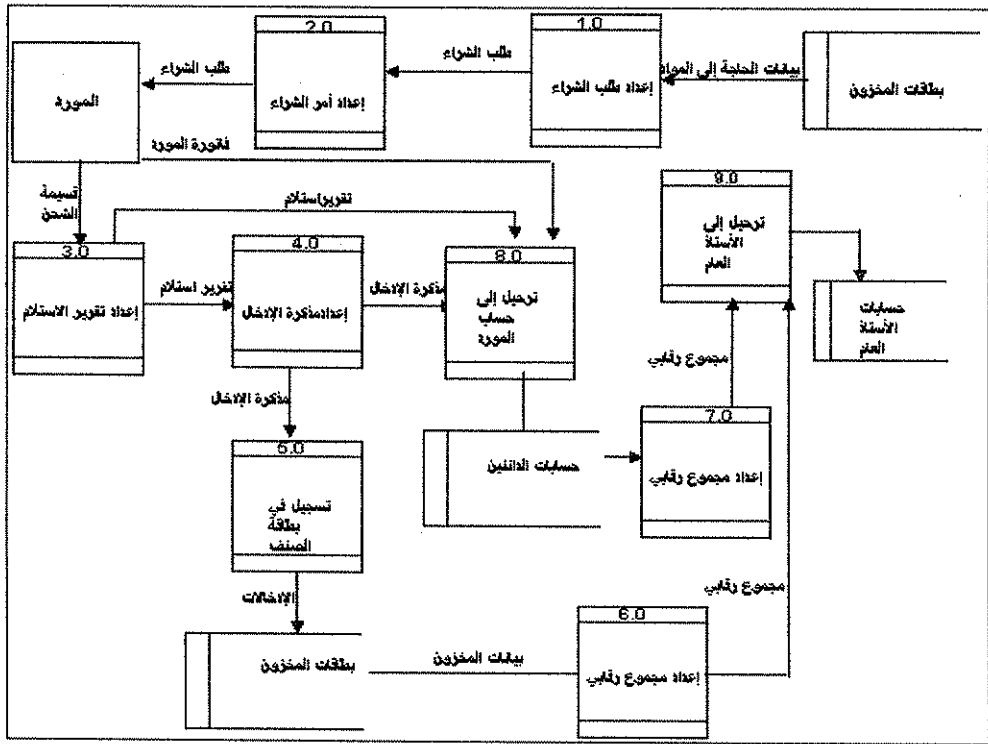 1.0
2.0
بطاقات المخزون
بيانات الحاجة إلى المواد
إعداد طلب الشراء
طلب الشراء
إعداد أمر الشراء
طلب الشراء
المورد
فاتورة المورد
قسيمة
الشحن
تقرير استلام
9.0
ترحيل إلى
الأستاذ
العام
3.0
إعداد تقرير الاستلام
تقرير استلام
4.0
إعداد مذكرة الإدخال
مذكرة الإدخال
8.0
ترحيل إلى
حساب
المورد
حسابات
الأستاذ
العام
مجموع رقابي
مذكرة الإدخال
7.0
إعداد مجموع رقابي
حسابات الدائنين
5.0
تسجيل في
بطاقة
الصنف
مجموع رقابي
الإدخالات
6.0
إعداد مجموع رقابي
بيانات المخزون
بطاقات المخزون